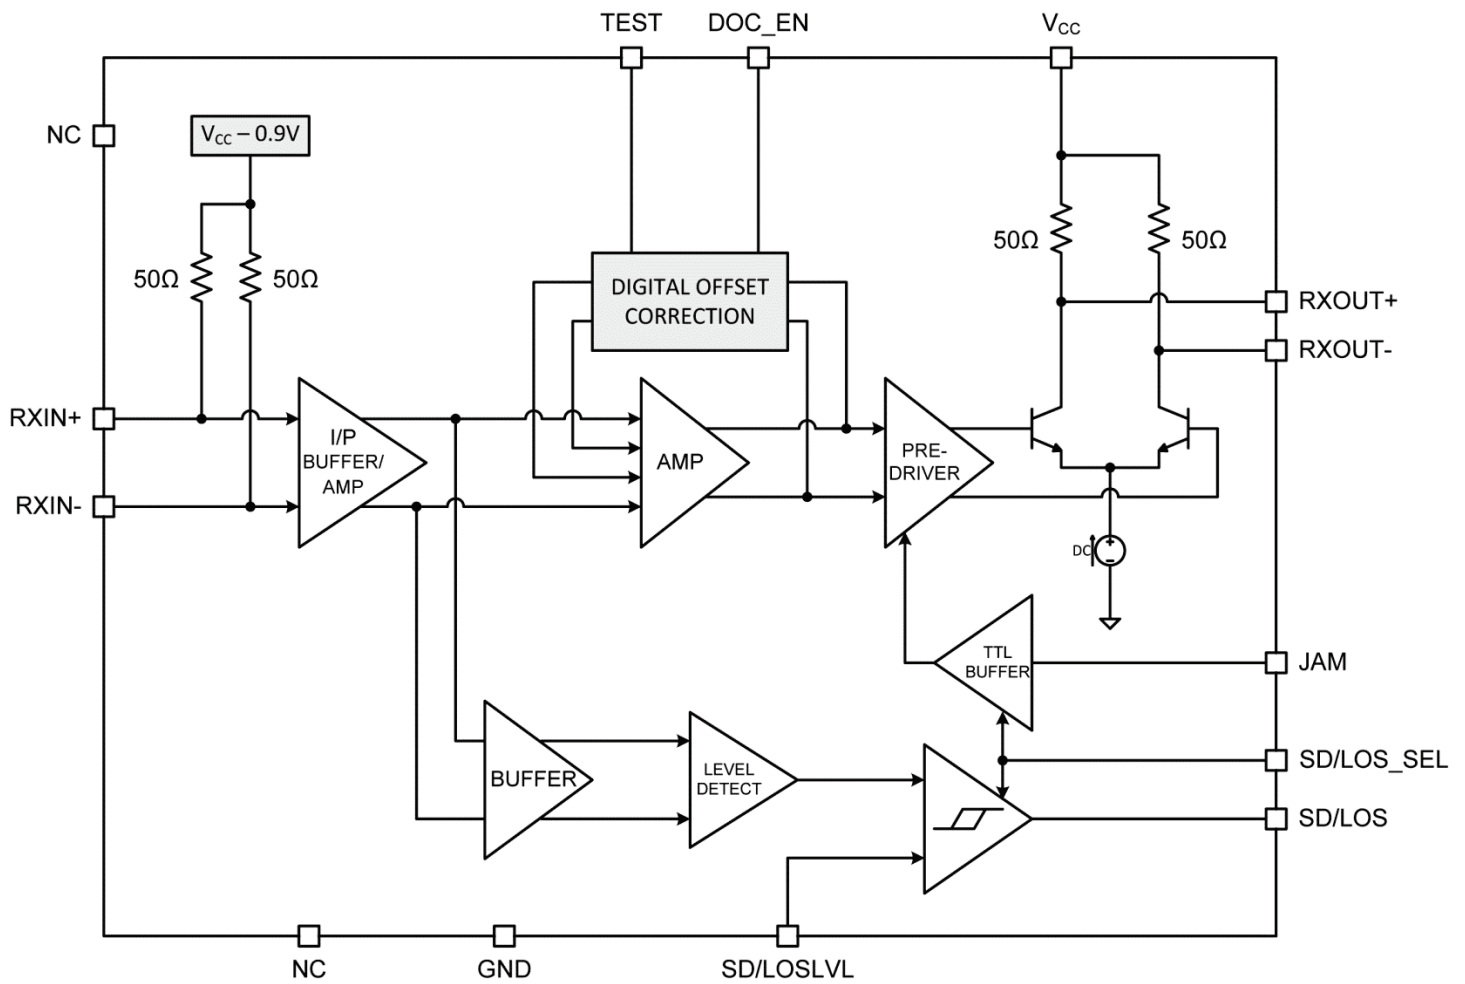 TEST
DOC_EN
VCC
NC
VCC – 0.9V
50Ω
50Ω
50Ω
50Ω
DIGITAL OFFSET
CORRECTION
RXOUT+
RXOUT-
RXIN+
RXIN-
I/P
BUFFER/
AMP
AMP
PRE-
DRIVER
DC
+
-
TTL
BUFFER
JAM
BUFFER
LEVEL
DETECT
SD/LOS_SEL
SD/LOS
NC
GND
SD/LOSLVL